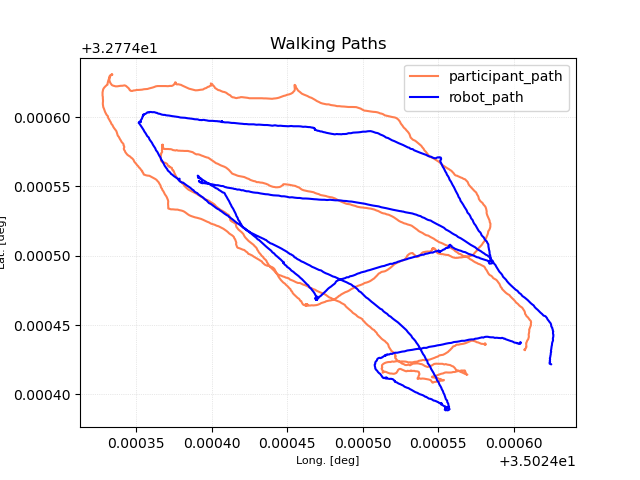 Walking Paths
+3.2774e1
participant_path
robot_path
0.00060
0.00055
0.00050
0.00045
0.00040
Lat. [deg]
0.00035 0.00040 0.00045 0.00050 0.00055 0.00060
Long. [deg]
+3.5024e1